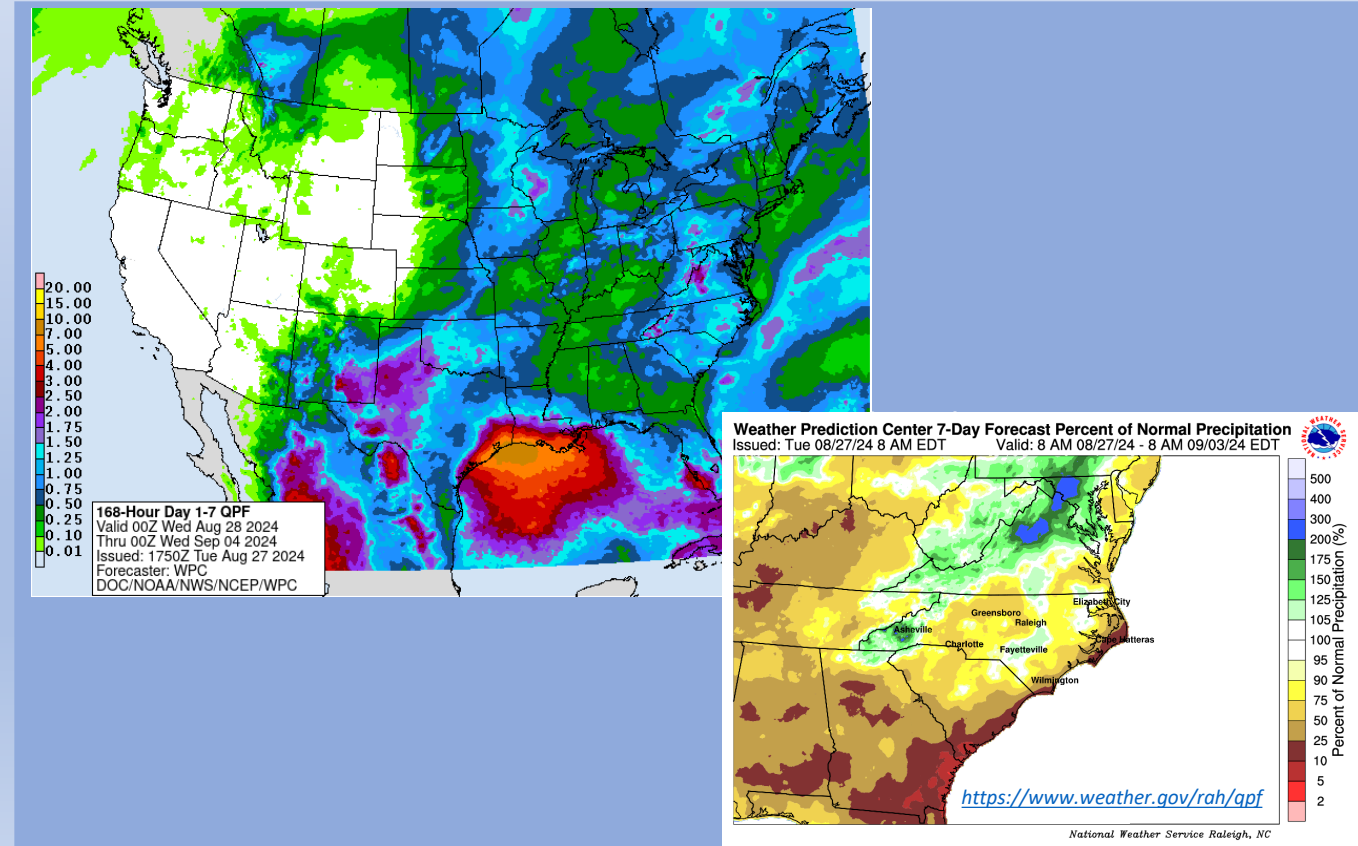 20.00
15.00
10.00
7.00
5.00
4.00
3.00
2.50
2.00
1.75
1.50
1.25
1.00
0.75
0.50
0.25
0.10
0.01
168-Hour Day 1-7 QPF
Valid 00Z Wed Aug 28 2024
Thru 00Z Wed Sep 04 2024
Issued: 1750Z Tue Aug 27 2024
Forecaster: WPC
DOC/NOAA/NWS/NCEP/WPC
Weather Prediction Center 7-Day Forecast Percent of Normal Precipitation
Issued: Tue 08/27/24 8 AM EDT Valid: 8 AM 08/27/24 - 8 AM 09/03/24 EDT
Elizabeth City
Greensboro
Raleigh
Asheville
Cape Hatteras
Charlotte
Fayetteville
Wilmington
500
400
300
200
175
150
125
105
100
95
90
75
50
25
10
5
2
Percent of Normal Precipitation (%)
https://www.weather.gov/rah/qpf
National Weather Service Raleigh, NC